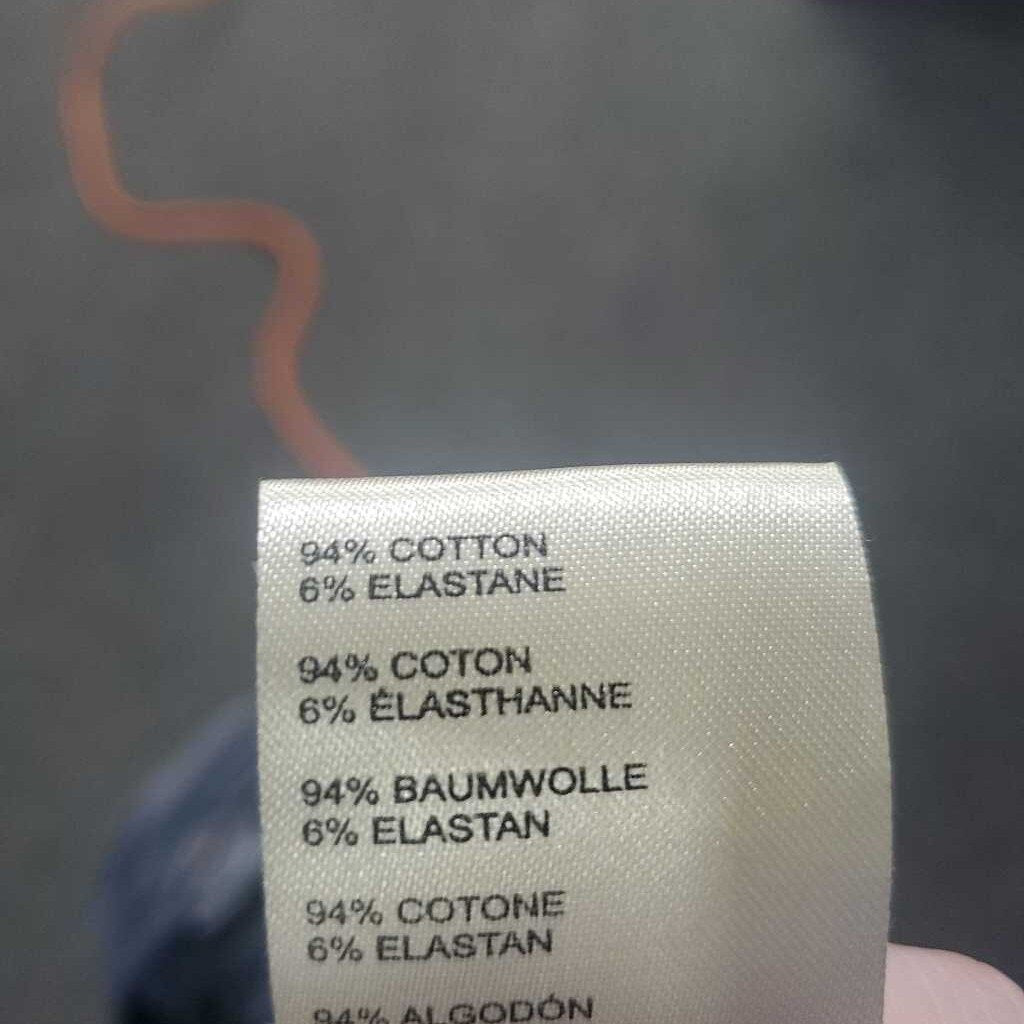 94% COTTON
6% ELASTANE
94% COTON
6% ÉLASTHANNE
94% BAUMWOLLE
6% ELASTAN
94% COTONE
6% ELASTAN
94% ALGODÓN